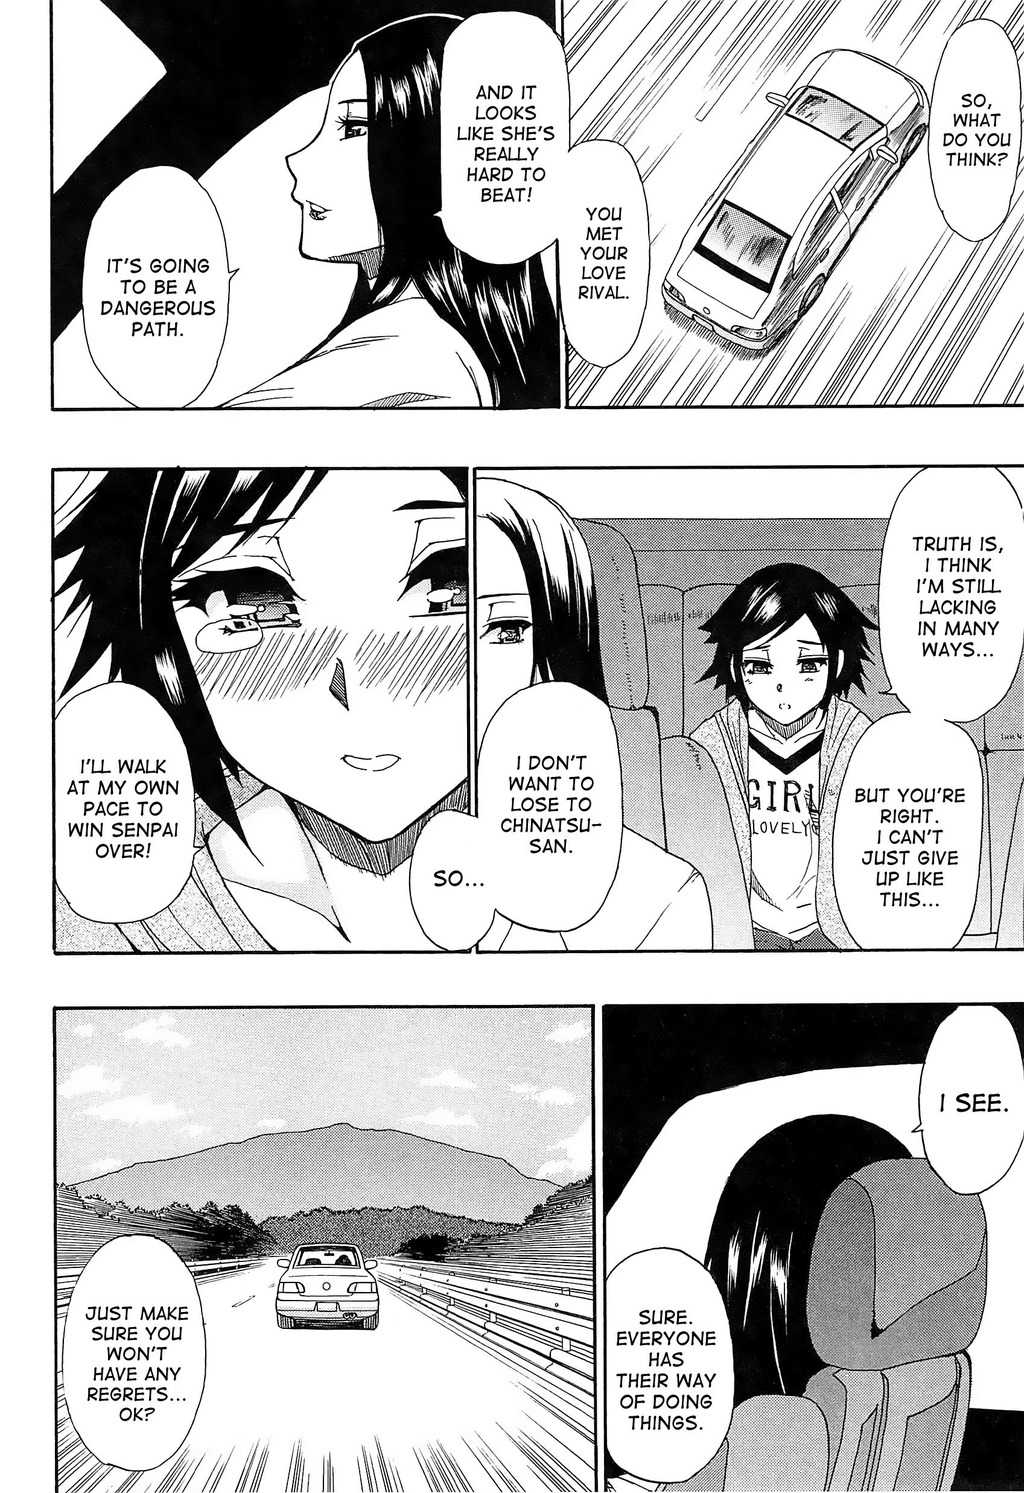 SO,
WHAT
DO YOU
THINK?
YOU
MET
YOUR
LOVE
RIVAL.
AND IT
LOOKS
LIKE SHE'S
REALLY
HARD TO
BEAT!
IT'S GOING
TO BE A
DANGEROUS
PATH.
TRUTH IS,
I THINK
I'M STILL
LACKING
IN MANY
WAYS...
BUT YOU'RE
RIGHT.
I CAN'T
JUST GIVE
UP LIKE
THIS...
GIRL
LOVELY
I DON'T
WANT TO
LOSE TO
CHINATSU-
SAN.
SO...
I'LL WALK
AT MY OWN
PACE TO
WIN SENPAI
OVER!
I SEE.
SURE.
EVERYONE
HAS
THEIR WAY
OF DOING
THINGS.
JUST MAKE
SURE YOU
WON'T
HAVE ANY
REGRETS...
OK?